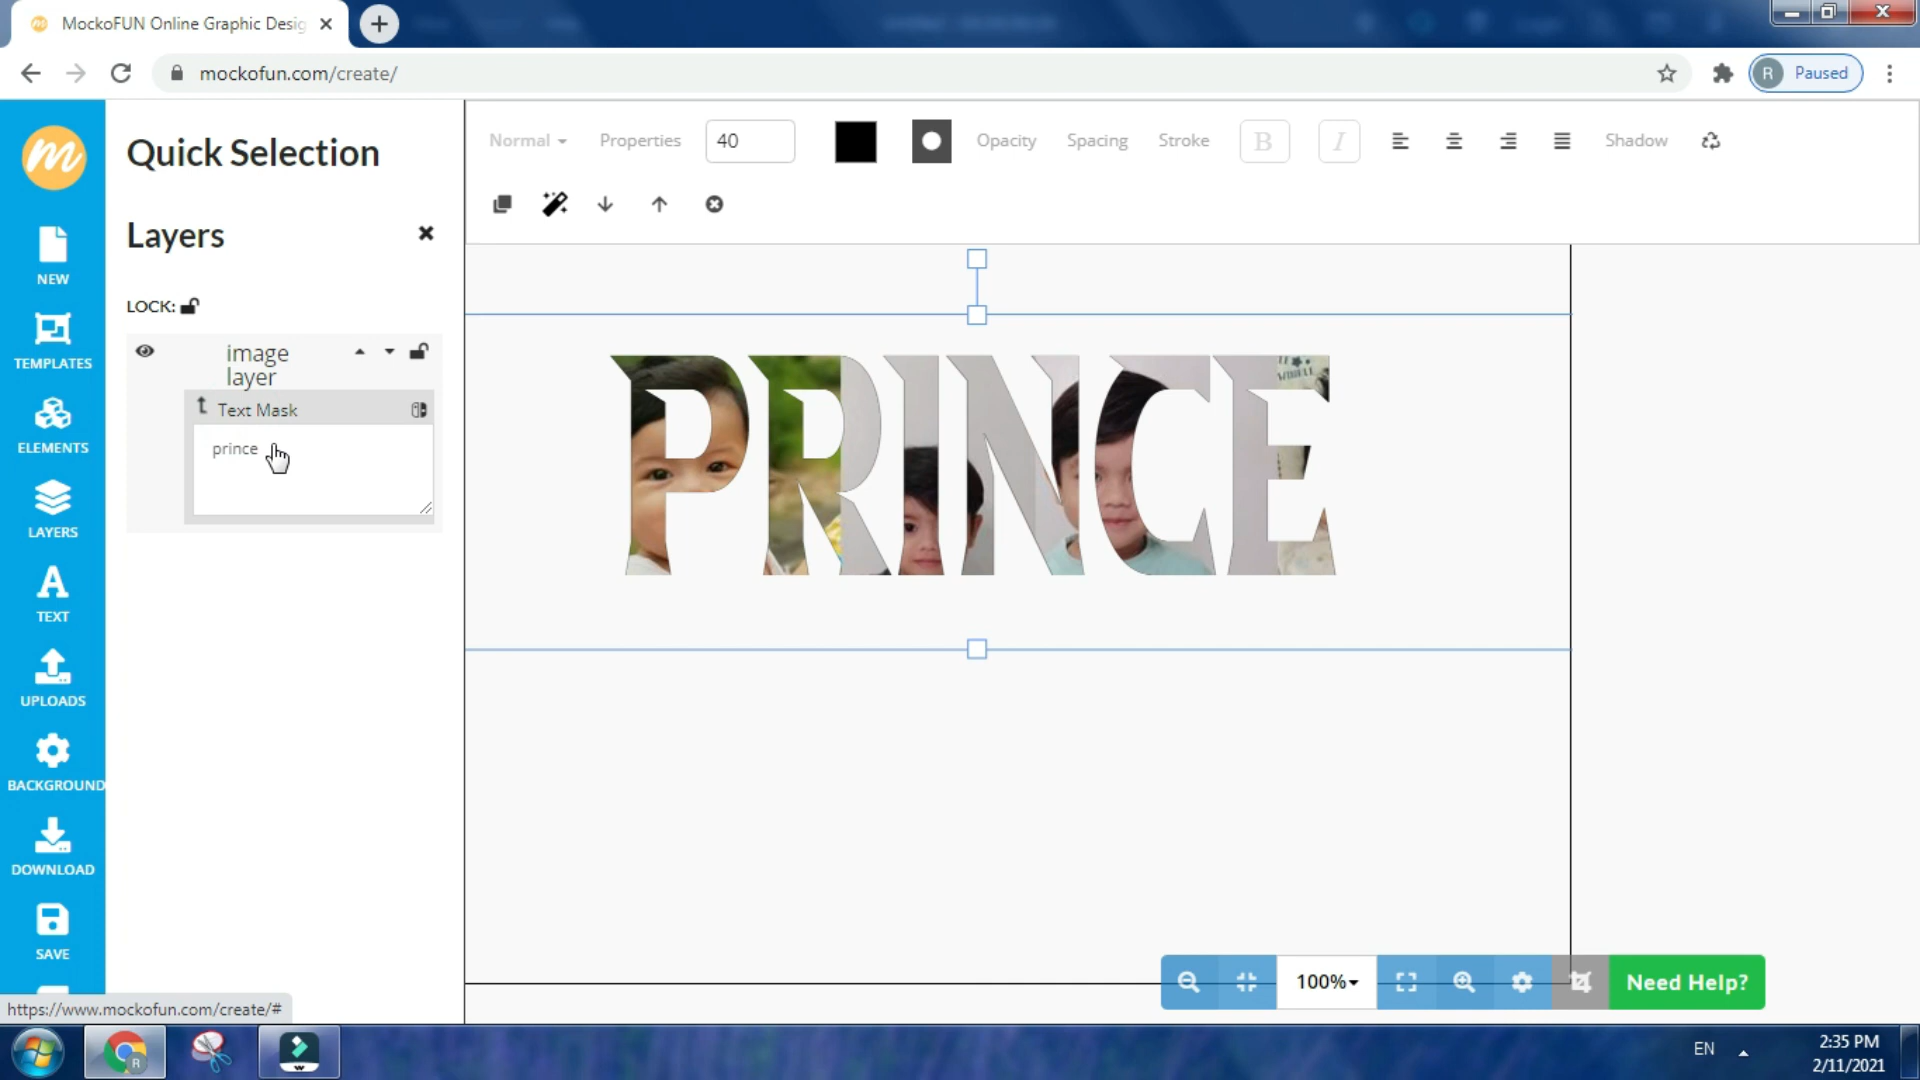 MockoFUN Online Graphic Desig
mockofun.com/create/
R Paused
Quick Selection
Layers
LOCK:
image
layer
Text Mask
prince
NEW
TEMPLATES
ELEMENTS
LAYERS
TEXT
UPLOADS
BACKGROUND
DOWNLOAD
SAVE
Normal Properties 40 Opacity Spacing Stroke B I Shadow
PRINCE
100% Need Help?
https://www.mockofun.com/create/#
EN
2:35 PM
2/11/2021